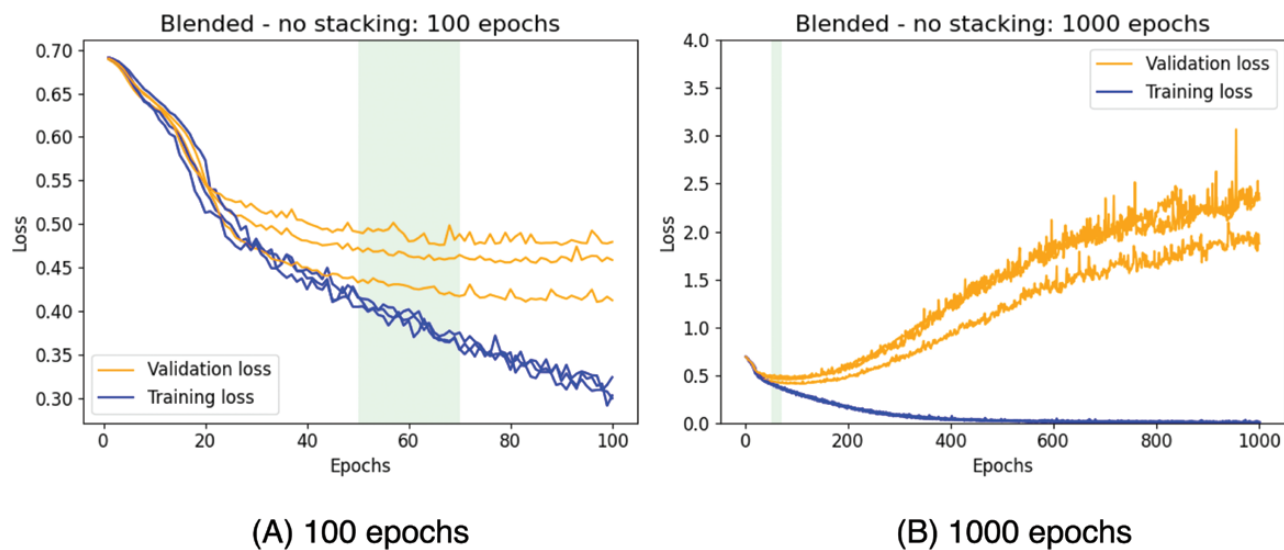 Blended - no stacking: 100 epochs
0.70
0.65
0.60
0.55
0.50
0.45
0.40
0.35
0.30
Loss
Validation loss
Training loss
0
20
40
60
80
100
Epochs
(A) 100 epochs
Blended - no stacking: 1000 epochs
4.0
3.5
3.0
2.5
2.0
1.5
1.0
0.5
0.0
Loss
Validation loss
Training loss
0
200
400
600
800
1000
Epochs
(B) 1000 epochs